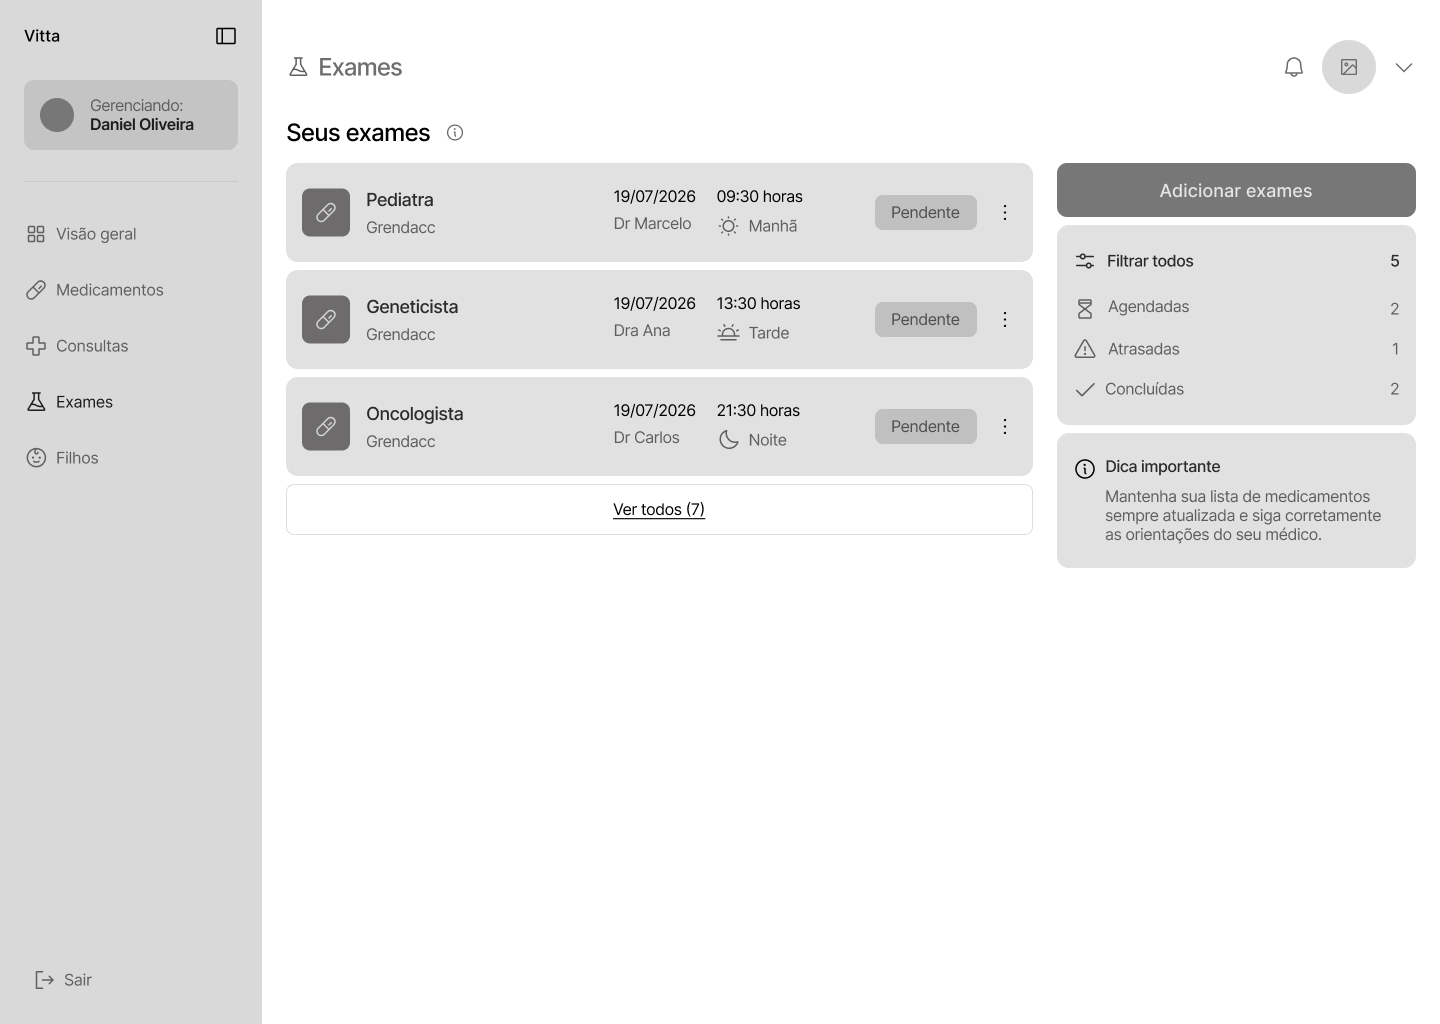 Vitta
Gerenciando:
Daniel Oliveira
Visão geral
Medicamentos
Consultas
Exames
Filhos
Sair
Exames
Seus exames
Pediatra
Grendacc
19/07/2026
Dr Marcelo
09:30 horas
Manhã
Pendente
Geneticista
Grendacc
19/07/2026
Dra Ana
13:30 horas
Tarde
Pendente
Oncologista
Grendacc
19/07/2026
Dr Carlos
21:30 horas
Noite
Pendente
Ver todos (7)
Adicionar exames
Filtrar todos 5
Agendadas 2
Atrasadas 1
Concluídas 2
Dica importante
Mantenha sua lista de medicamentos
sempre atualizada e siga corretamente
as orientações do seu médico.